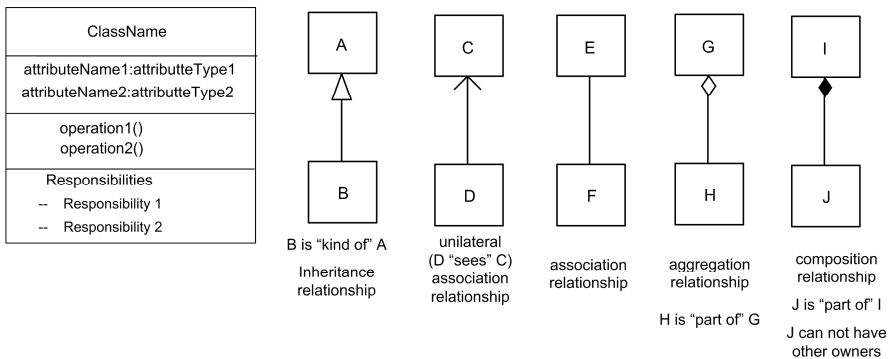 ClassName
attributeName1:attributteType1
attributeName2:attributteType2
operation1()
operation2()
Responsibilities
-- Responsibility 1
-- Responsibility 2
A
B
B is “kind of” A
Inheritance
relationship
C
D
unilateral
(D “sees” C)
association
relationship
E
F
association
relationship
G
H
aggregation
relationship
H is “part of” G
I
J
composition
relationship
J is “part of” I
J can not have
other owners